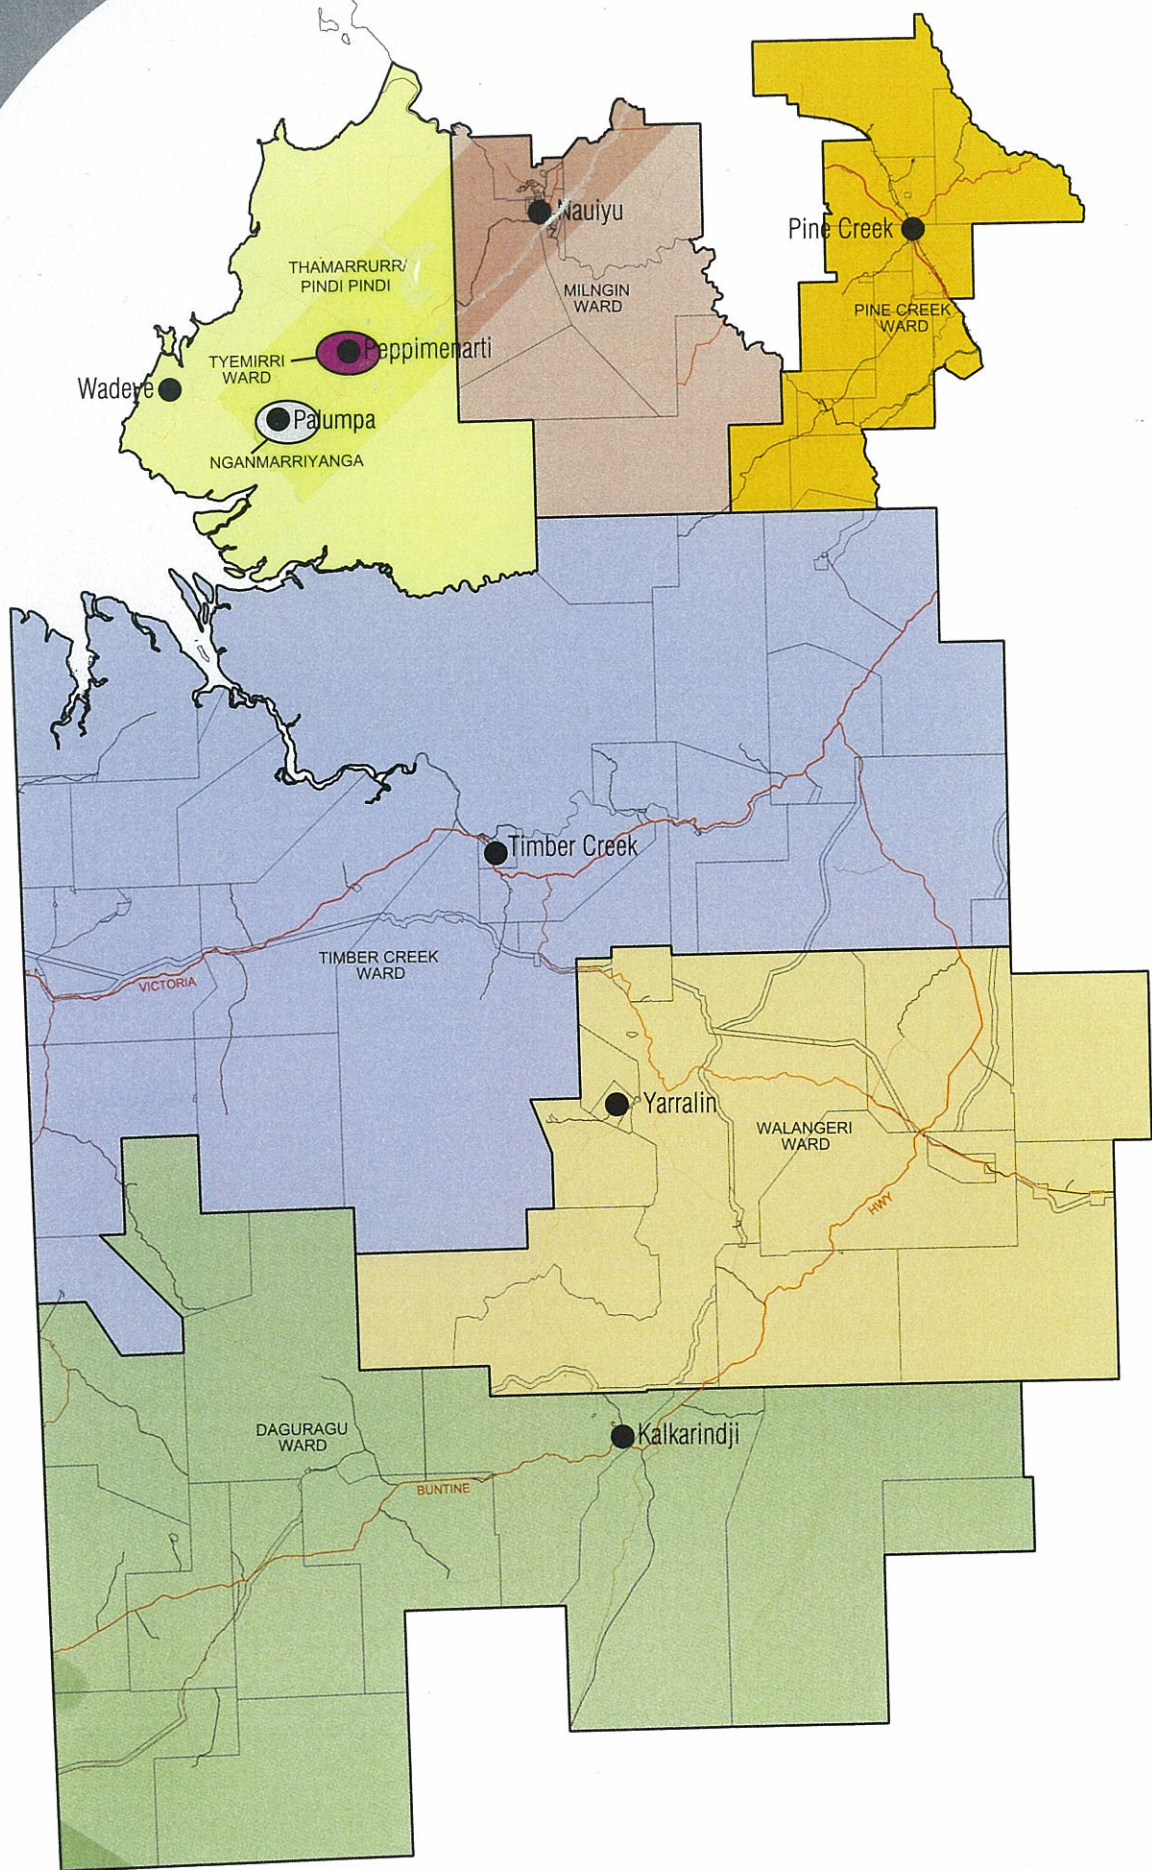 Nauiyu
Pine Creek
THAMARRURR/
PINDI PINDI
MILNGIN
WARD
PINE CREEK
WARD
Peppimenarti
TYEMIRRI
WARD
Wadeye
Palumpa
NGANMARRIYANGA
Timber Creek
TIMBER CREEK
WARD
VICTORIA
Yarralin
WALANGERI
WARD
HWY
DAGURAGU
WARD
Kalkarindji
BUNTINE